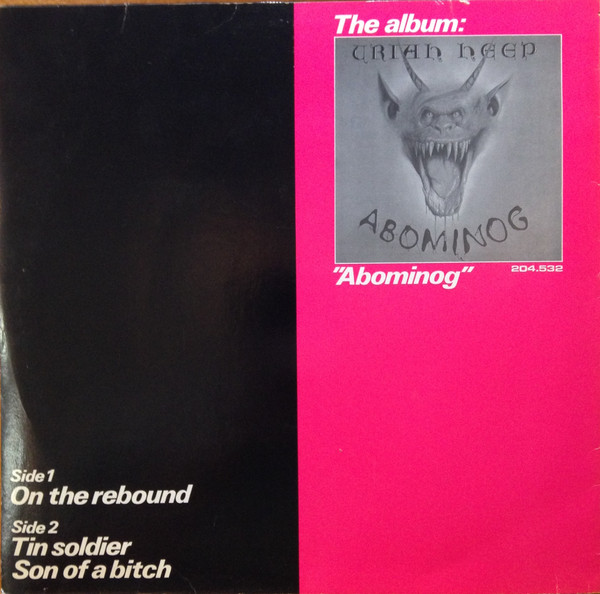 The album:
URIAH HEEP
ABOMINOG
"Abominog"
204.532
Side 1
On the rebound
Side 2
Tin soldier
Son of a bitch